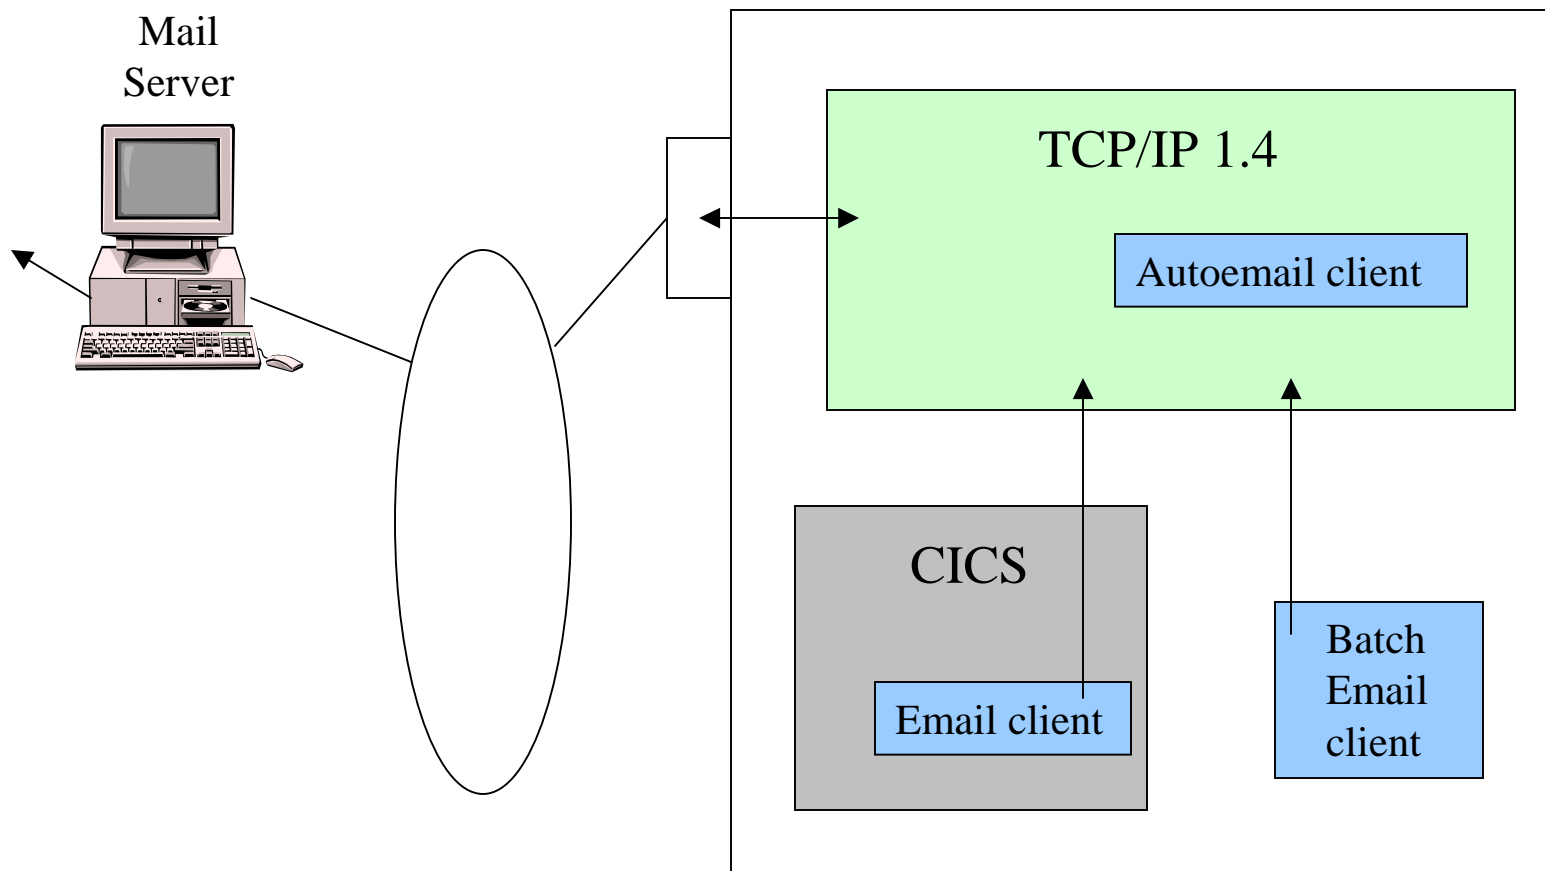 Mail
Server
TCP/IP 1.4
Autoemail client
CICS
Email client
Batch
Email
client